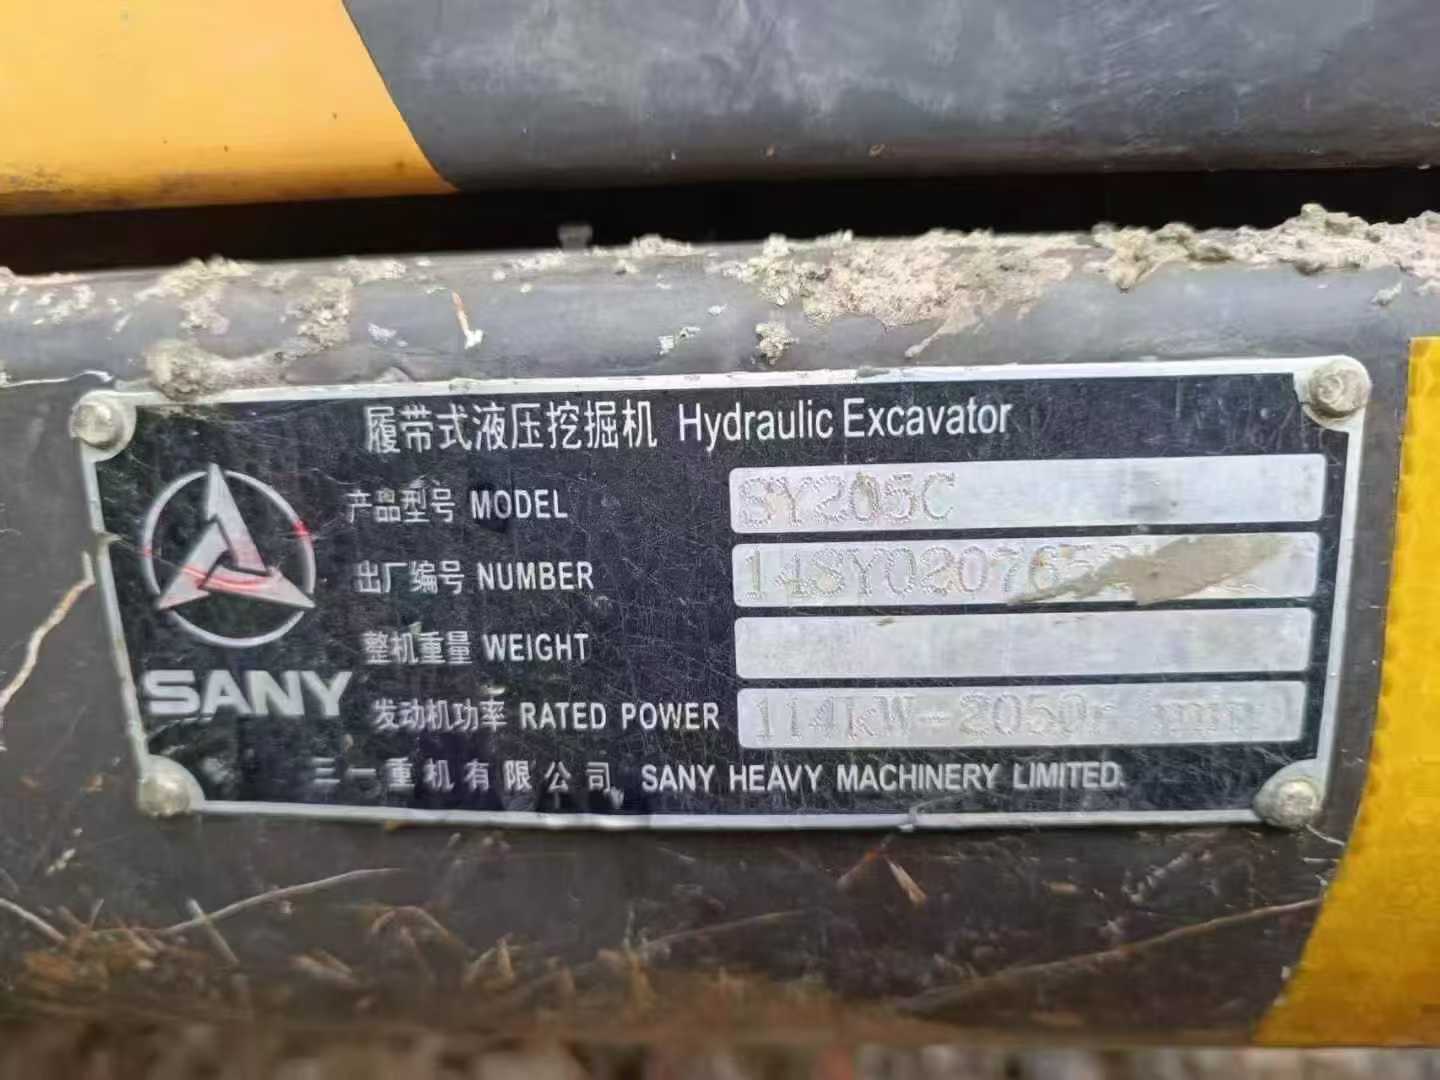 履带式液压挖掘机 Hydraulic Excavator
产品型号 MODEL SY205C
出厂编号 NUMBER
整机重量 WEIGHT
发动机功率 RATED POWER 114kW-2050r
SANY
三一重机有限公司 SANY HEAVY MACHINERY LIMITED.